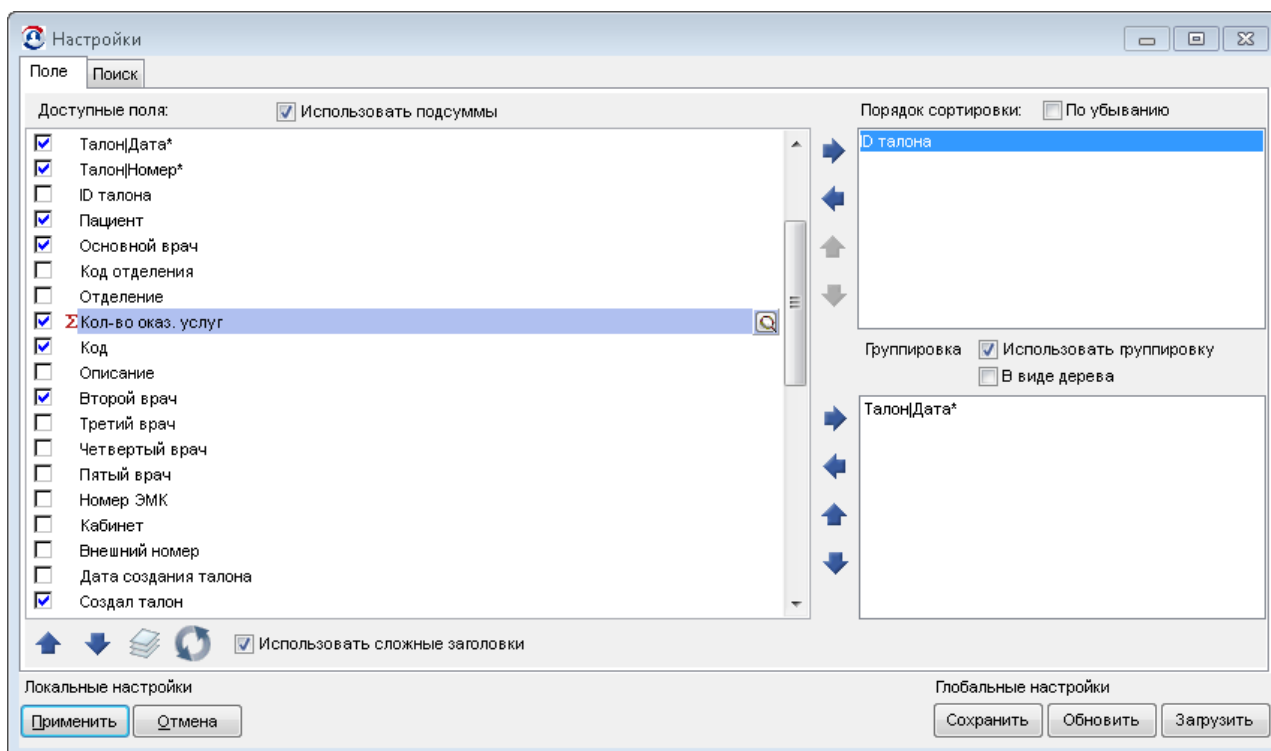 Настройки
Поле
Поиск
Доступные поля:
Использовать подсуммы
Порядок сортировки:
По убыванию
Талон|Дата*
Талон|Номер*
ID талона
Пациент
Основной врач
Код отделения
Отделение
Σ Кол-во оказ. услуг
Код
Описание
Второй врач
Третий врач
Четвертый врач
Пятый врач
Номер ЭМК
Кабинет
Внешний номер
Дата создания талона
Создал талон
ID талона
Группировка
Использовать группировку
В виде дерева
Талон|Дата*
Использовать сложные заголовки
Локальные настройки
Глобальные настройки
Применить
Отмена
Сохранить
Обновить
Загрузить